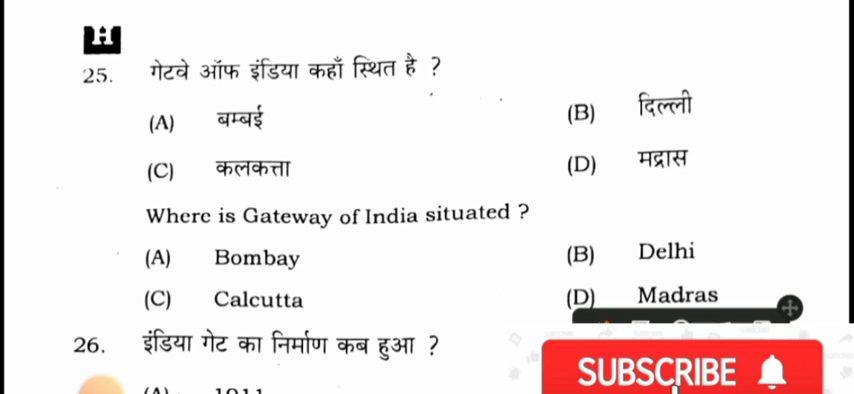 H
25. गेटवे ऑफ इंडिया कहाँ स्थित है ?
(A) बम्बई (B) दिल्ली
(C) कलकत्ता (D) मद्रास
Where is Gateway of India situated ?
(A) Bombay (B) Delhi
(C) Calcutta (D) Madras
26. इंडिया गेट का निर्माण कब हुआ ?
SUBSCRIBE
(A) 1911